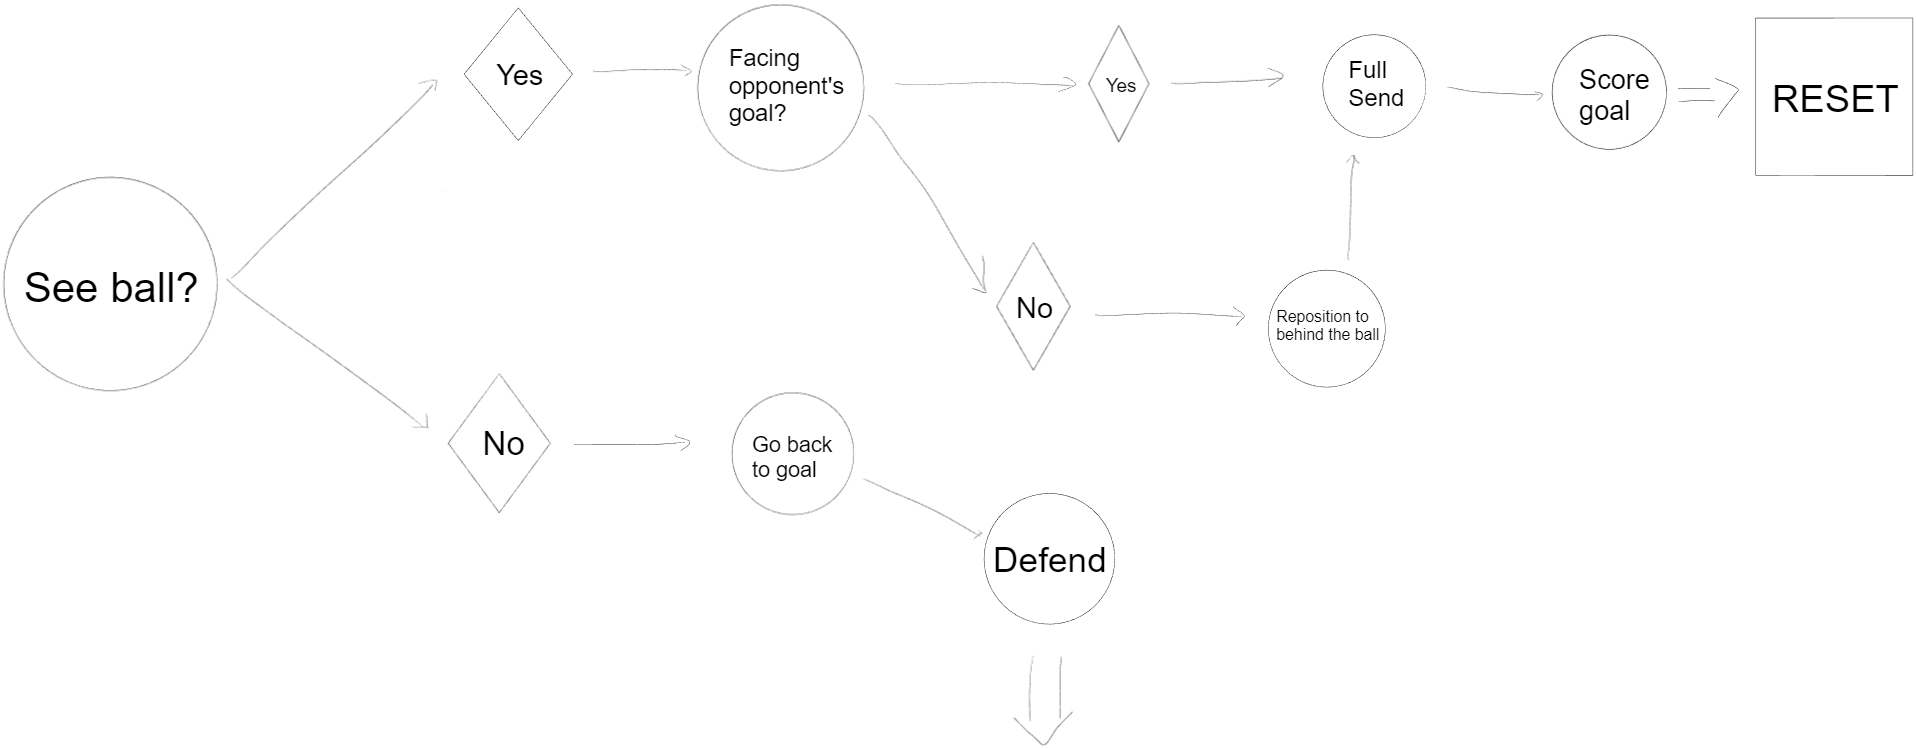 See ball?
Yes
Facing
opponent's
goal?
Yes
Full
Send
Score
goal
RESET
No
Reposition to
behind the ball
No
Go back
to goal
Defend